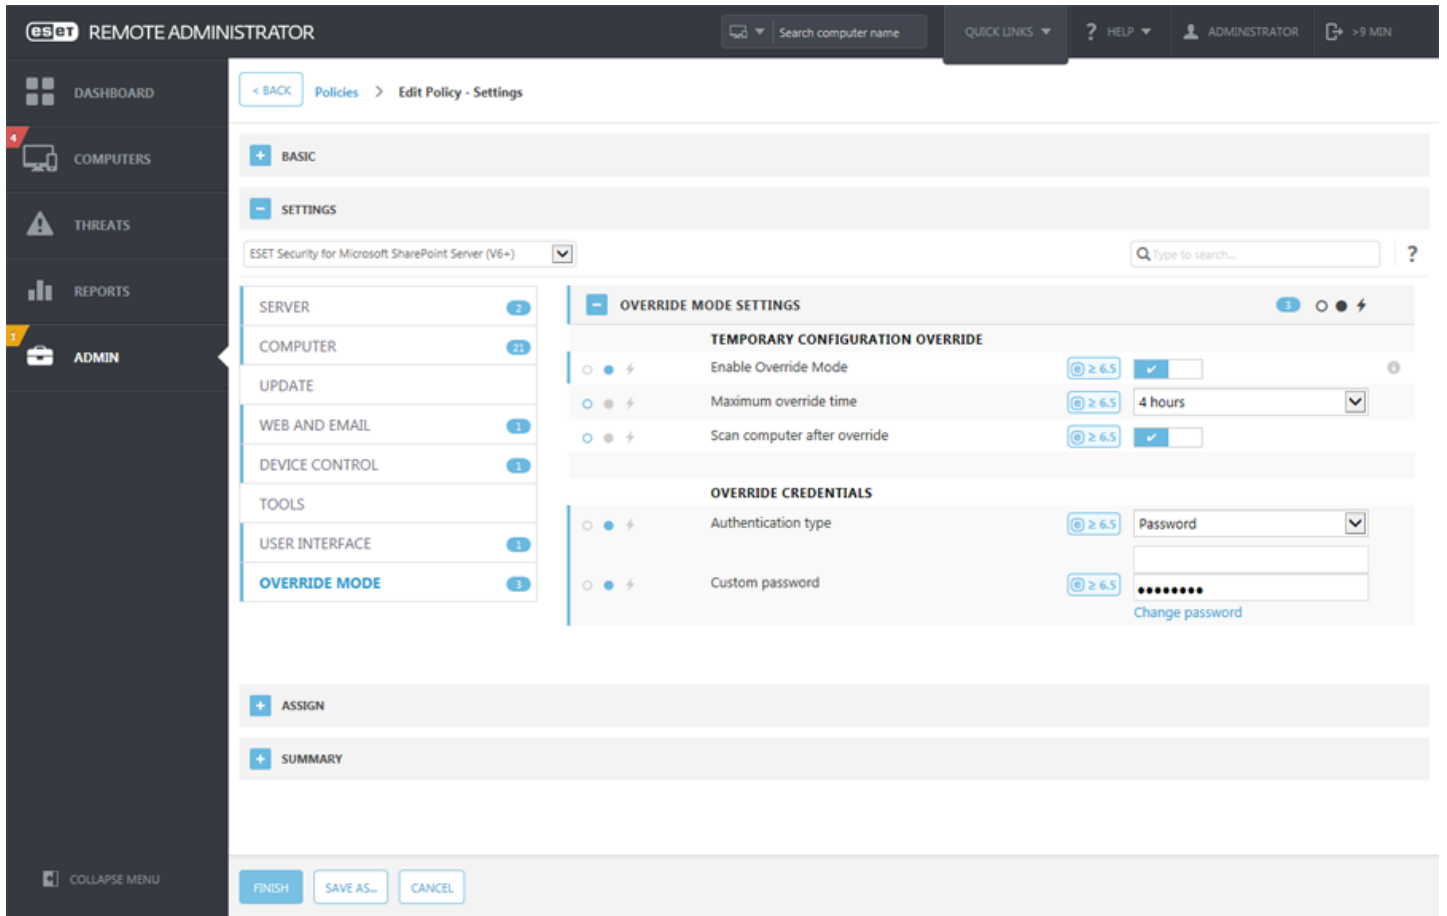 eseT REMOTE ADMINISTRATOR
Search computer name
QUICK LINKS
? HELP
ADMINISTRATOR
>9 MIN
DASHBOARD
4
COMPUTERS
THREATS
REPORTS
1
ADMIN
COLLAPSE MENU
< BACK Policies > Edit Policy - Settings
+ BASIC
- SETTINGS
ESET Security for Microsoft SharePoint Server (V6+)
Type to search...
?
SERVER 2
COMPUTER 21
UPDATE
WEB AND EMAIL 1
DEVICE CONTROL 1
TOOLS
USER INTERFACE 1
OVERRIDE MODE 3
- OVERRIDE MODE SETTINGS 3
TEMPORARY CONFIGURATION OVERRIDE
Enable Override Mode e ≥ 6.5
Maximum override time e ≥ 6.5 4 hours
Scan computer after override e ≥ 6.5
OVERRIDE CREDENTIALS
Authentication type e ≥ 6.5 Password
Custom password e ≥ 6.5 ••••••••
Change password
+ ASSIGN
+ SUMMARY
FINISH SAVE AS... CANCEL